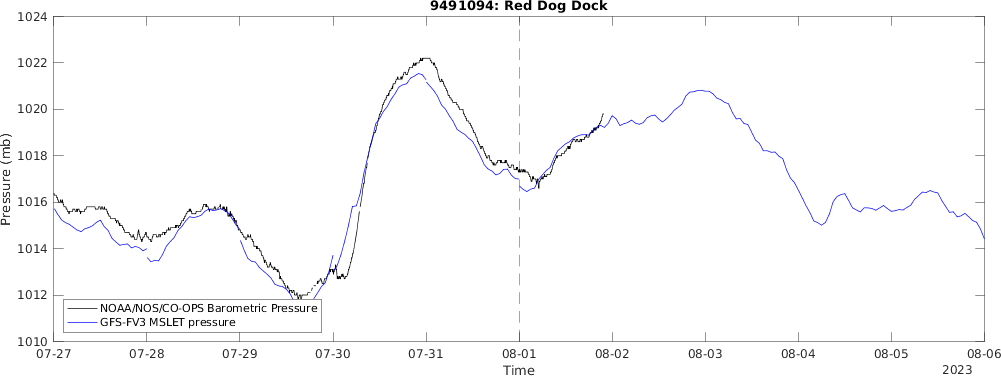 9491094: Red Dog Dock
1024
1022
1020
1018
1016
1014
1012
1010
Pressure (mb)
NOAA/NOS/CO-OPS Barometric Pressure
GFS-FV3 MSLET pressure
07-27 07-28 07-29 07-30 07-31 08-01 08-02 08-03 08-04 08-05 08-06
Time
2023